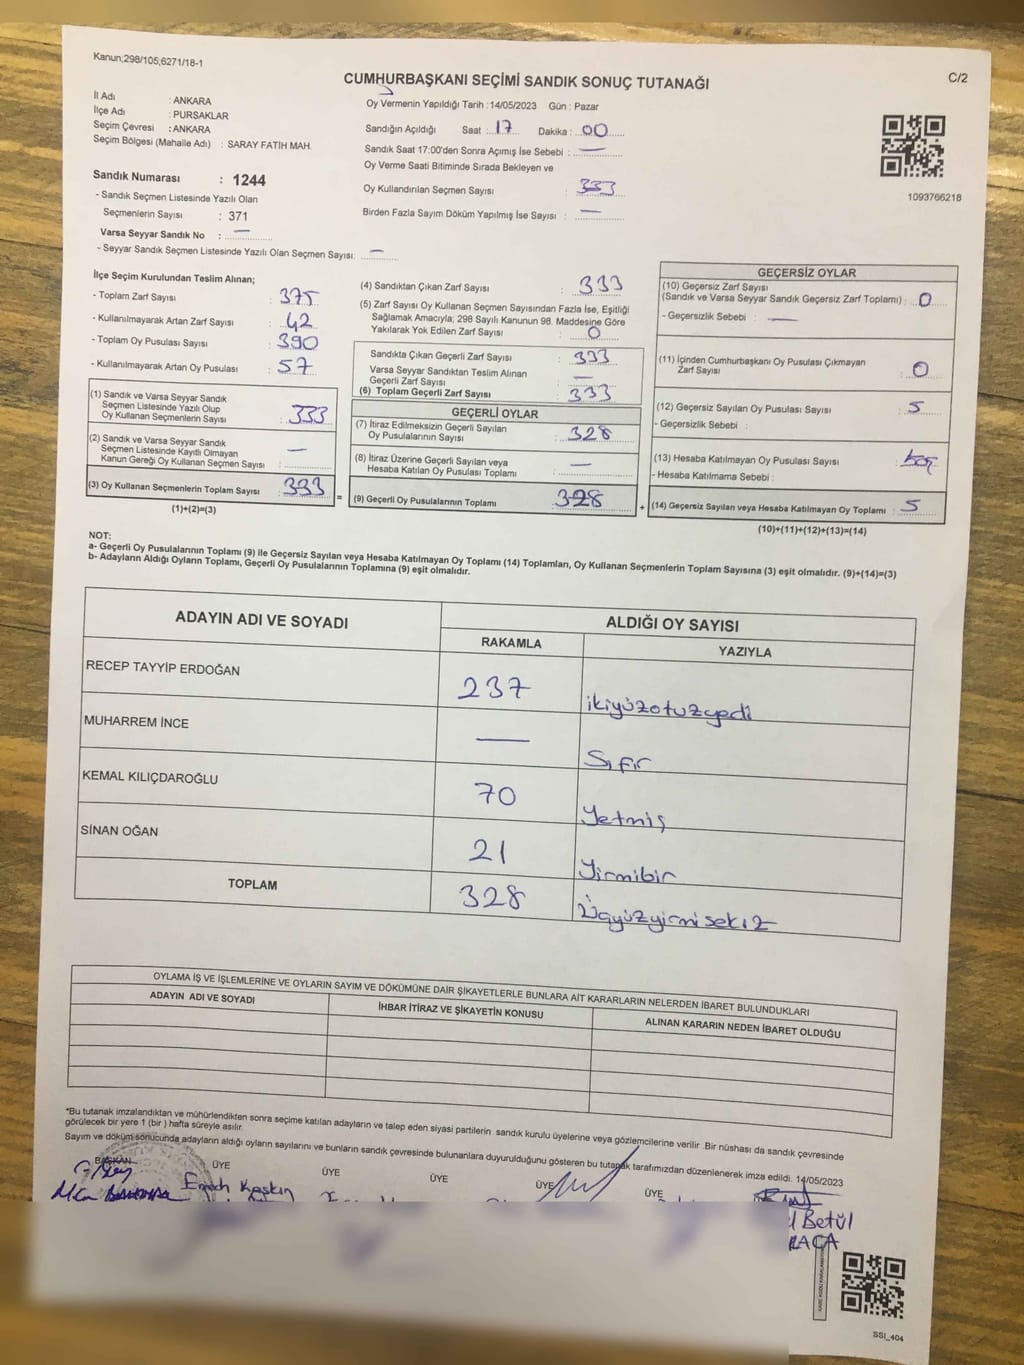 Kanun;298/105;6271/18-1
C/2
CUMHURBAŞKANI SEÇİMİ SANDIK SONUÇ TUTANAĞI
İl Adı : ANKARA
İlçe Adı : PURSAKLAR
Seçim Çevresi : ANKARA
Seçim Bölgesi (Mahalle Adı) : SARAY FATİH MAH.
Sandık Numarası : 1244
- Sandık Seçmen Listesinde Yazılı Olan
Seçmenlerin Sayısı : 371
Varsa Seyyar Sandık No : —
- Seyyar Sandık Seçmen Listesinde Yazılı Olan Seçmen Sayısı: —
Oy Vermenin Yapıldığı Tarih : 14/05/2023 Gün : Pazar
Sandığın Açıldığı Saat : 17 Dakika : 00
Sandık Saat 17:00'den Sonra Açımış İse Sebebi : —
Oy Verme Saati Bitiminde Sırada Bekleyen ve
Oy Kullandırılan Seçmen Sayısı : 333
Birden Fazla Sayım Döküm Yapılmış İse Sayısı : —
1093766218
İlçe Seçim Kurulundan Teslim Alınan;
- Toplam Zarf Sayısı : 375
- Kullanılmayarak Artan Zarf Sayısı : 42
- Toplam Oy Pusulası Sayısı : 390
- Kullanılmayarak Artan Oy Pusulası : 57
(1) Sandık ve Varsa Seyyar Sandık
Seçmen Listesinde Yazılı Olup
Oy Kullanan Seçmenlerin Sayısı : 333
(2) Sandık ve Varsa Seyyar Sandık
Seçmen Listesinde Kayıtlı Olmayan
Kanun Gereği Oy Kullanan Seçmen Sayısı : —
(3) Oy Kullanan Seçmenlerin Toplam Sayısı : 333
(1)+(2)=(3)
(4) Sandıktan Çıkan Zarf Sayısı : 333
(5) Zarf Sayısı Oy Kullanan Seçmen Sayısından Fazla İse, Eşitliği
Sağlamak Amacıyla; 298 Sayılı Kanunun 98. Maddesine Göre
Yakılarak Yok Edilen Zarf Sayısı : 0
Sandıkta Çıkan Geçerli Zarf Sayısı : 333
Varsa Seyyar Sandıktan Teslim Alınan
Geçerli Zarf Sayısı : —
(6) Toplam Geçerli Zarf Sayısı : 333
GEÇERLİ OYLAR
(7) İtiraz Edilmeksizin Geçerli Sayılan
Oy Pusulalarının Sayısı : 328
(8) İtiraz Üzerine Geçerli Sayılan veya
Hesaba Katılan Oy Pusulası Toplamı : —
= (9) Geçerli Oy Pusulalarının Toplamı : 328
GEÇERSİZ OYLAR
(10) Geçersiz Zarf Sayısı
(Sandık ve Varsa Seyyar Sandık Geçersiz Zarf Toplamı) : 0
- Geçersizlik Sebebi : —
(11) İçinden Cumhurbaşkanı Oy Pusulası Çıkmayan
Zarf Sayısı : 0
(12) Geçersiz Sayılan Oy Pusulası Sayısı : 5
- Geçersizlik Sebebi :
(13) Hesaba Katılmayan Oy Pusulası Sayısı :
- Hesaba Katılmama Sebebi :
+ (14) Geçersiz Sayılan veya Hesaba Katılmayan Oy Toplamı : 5
(10)+(11)+(12)+(13)=(14)
NOT:
a- Geçerli Oy Pusulalarının Toplamı (9) ile Geçersiz Sayılan veya Hesaba Katılmayan Oy Toplamı (14) Toplamları, Oy Kullanan Seçmenlerin Toplam Sayısına (3) eşit olmalıdır. (9)+(14)=(3)
b- Adayların Aldığı Oyların Toplamı, Geçerli Oy Pusulalarının Toplamına (9) eşit olmalıdır.
ADAYIN ADI VE SOYADI
ALDIĞI OY SAYISI
RAKAMLA YAZIYLA
RECEP TAYYİP ERDOĞAN 237 ikiyüzotuzyedi
MUHARREM İNCE — Sıfır
KEMAL KILIÇDAROĞLU 70 Yetmiş
SİNAN OĞAN 21 Yirmibir
TOPLAM 328 Üçyüzyirmisekiz
OYLAMA İŞ VE İŞLEMLERİNE VE OYLARIN SAYIM VE DÖKÜMÜNE DAİR ŞİKAYETLERLE BUNLARA AİT KARARLARIN NELERDEN İBARET BULUNDUKLARI
ADAYIN ADI VE SOYADI İHBAR İTİRAZ VE ŞİKAYETİN KONUSU ALINAN KARARIN NEDEN İBARET OLDUĞU
*Bu tutanak imzalandıktan ve mühürlendikten sonra seçime katılan adayların ve talep eden siyasi partilerin sandık kurulu üyelerine veya gözlemcilerine verilir .Bir nüshası da sandık çevresinde
görülecek bir yere 1 (bir ) hafta süreyle asılır.
Sayım ve döküm sonucunda adayların aldığı oyların sayılarını ve bunların sandık çevresinde bulunanlara duyurulduğunu gösteren bu tutanak tarafımızdan düzenlenerek imza edildi. 14/05/2023
BAŞKAN ÜYE ÜYE ÜYE ÜYE ÜYE
Keskin
Betül
SSI_404